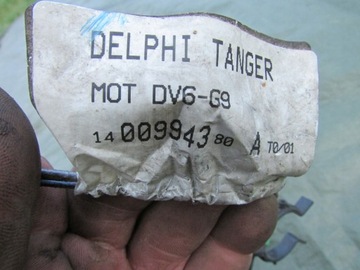 DELPHI TANGER
MOT DV6-G9
14 009943 80 A T0/01